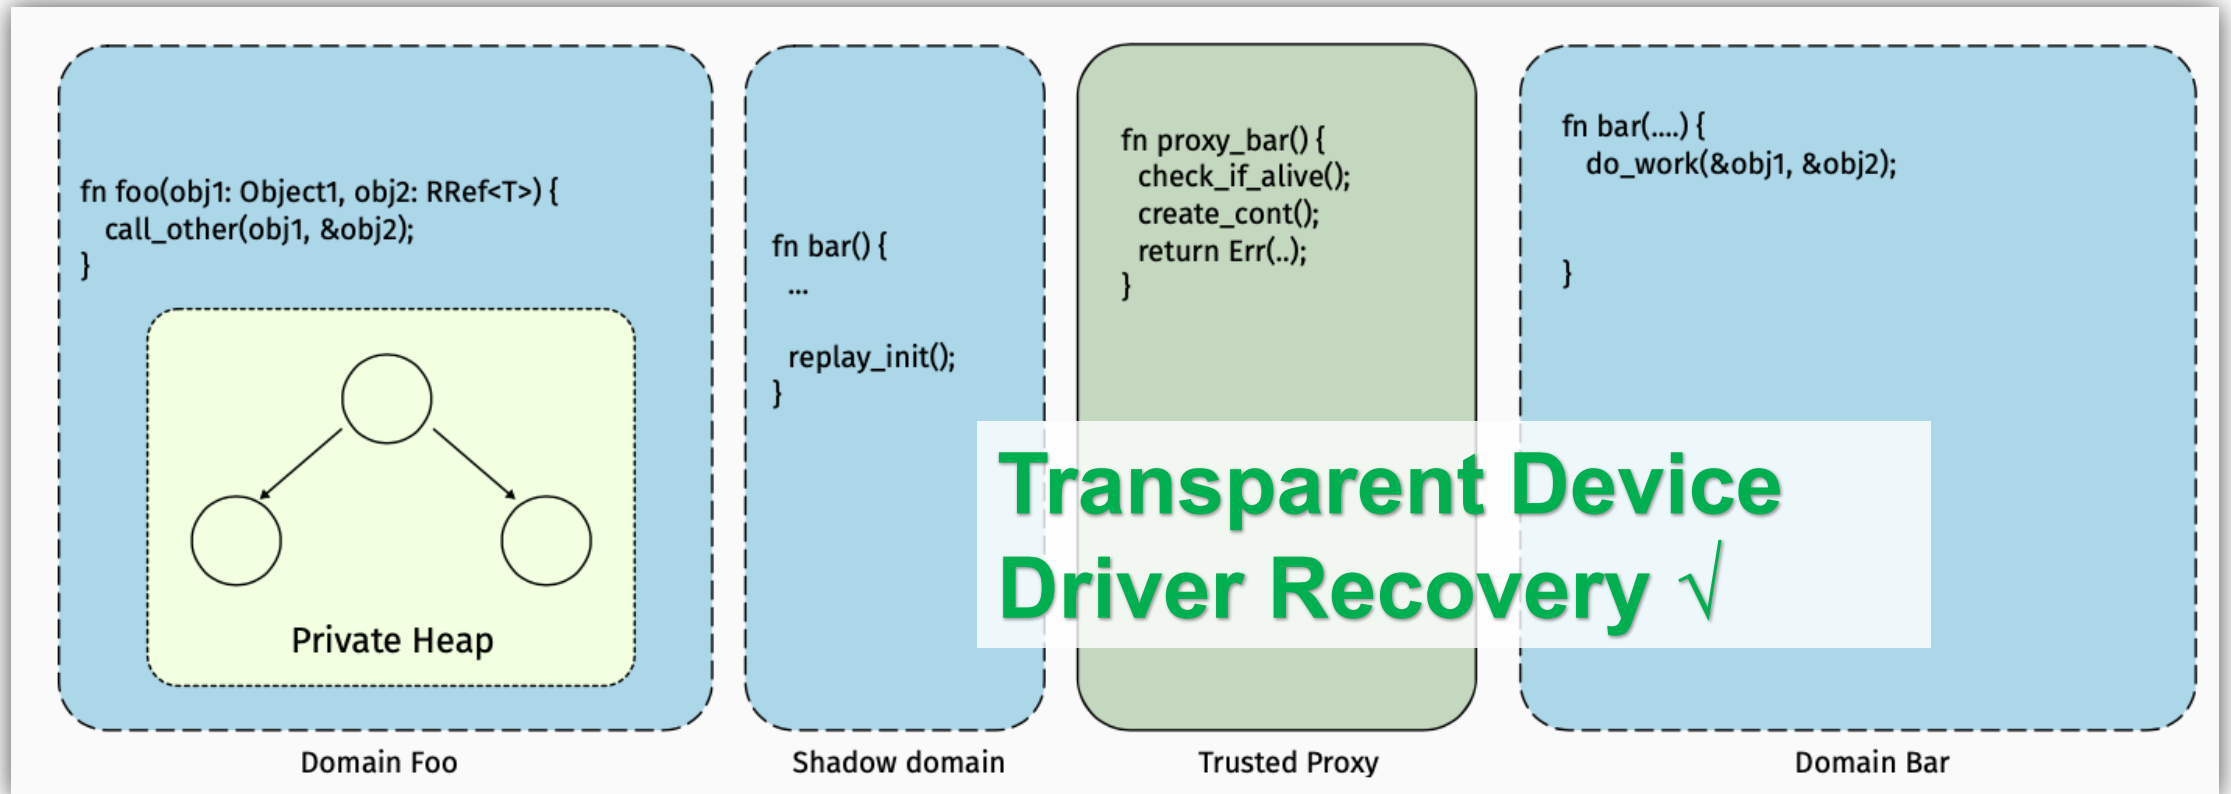 fn foo(obj1: Object1, obj2: RRef<T>) {
call_other(obj1, &obj2);
}
Private Heap
Domain Foo
fn bar() {
...
replay_init();
}
Shadow domain
fn proxy_bar() {
check_if_alive();
create_cont();
return Err(..);
}
Trusted Proxy
fn bar(....) {
do_work(&obj1, &obj2);
}
Domain Bar
Transparent Device
Driver Recovery √